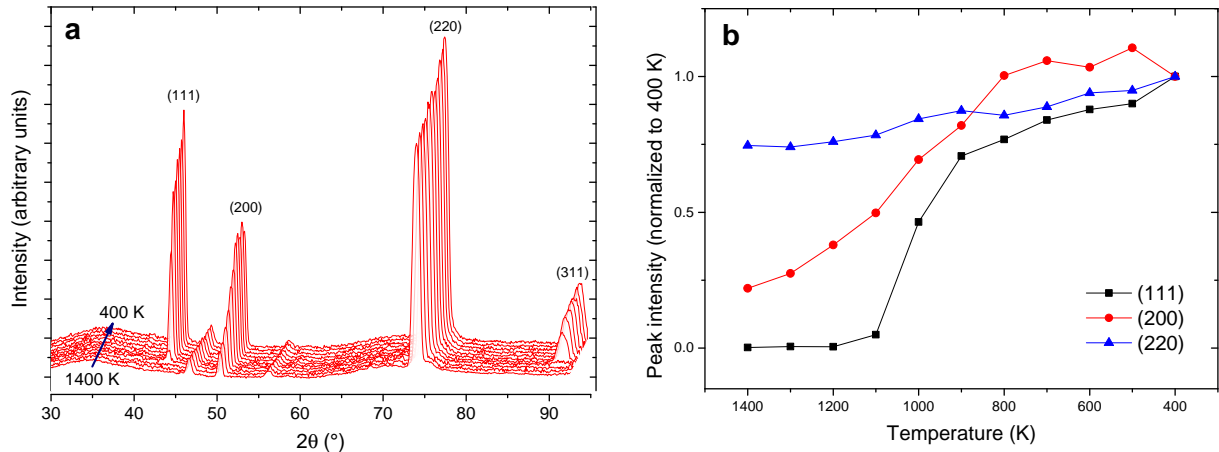 a
(111)
(200)
(220)
(311)
400 K
1400 K
Intensity (arbitrary units)
30 40 50 60 70 80 90
2θ (°)
b
1.0
0.5
0.0
Peak intensity (normalized to 400 K)
(111)
(200)
(220)
1400 1200 1000 800 600 400
Temperature (K)